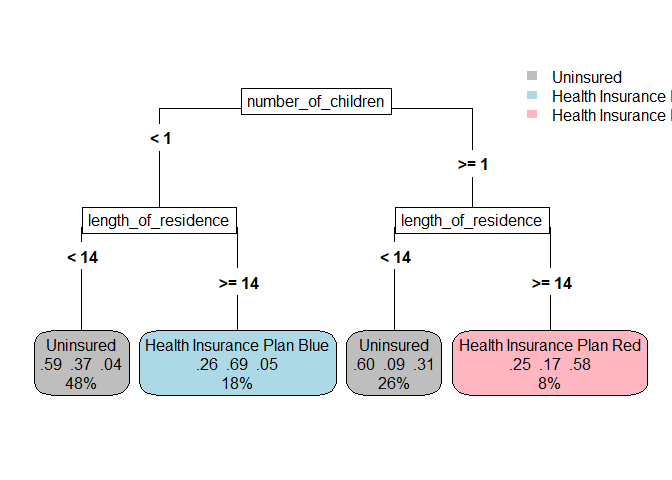 Uninsured
Health Insurance
Health Insurance
number_of_children
< 1
>= 1
length_of_residence
length_of_residence
< 14
>= 14
< 14
>= 14
Uninsured
.59 .37 .04
48%
Health Insurance Plan Blue
.26 .69 .05
18%
Uninsured
.60 .09 .31
26%
Health Insurance Plan Red
.25 .17 .58
8%